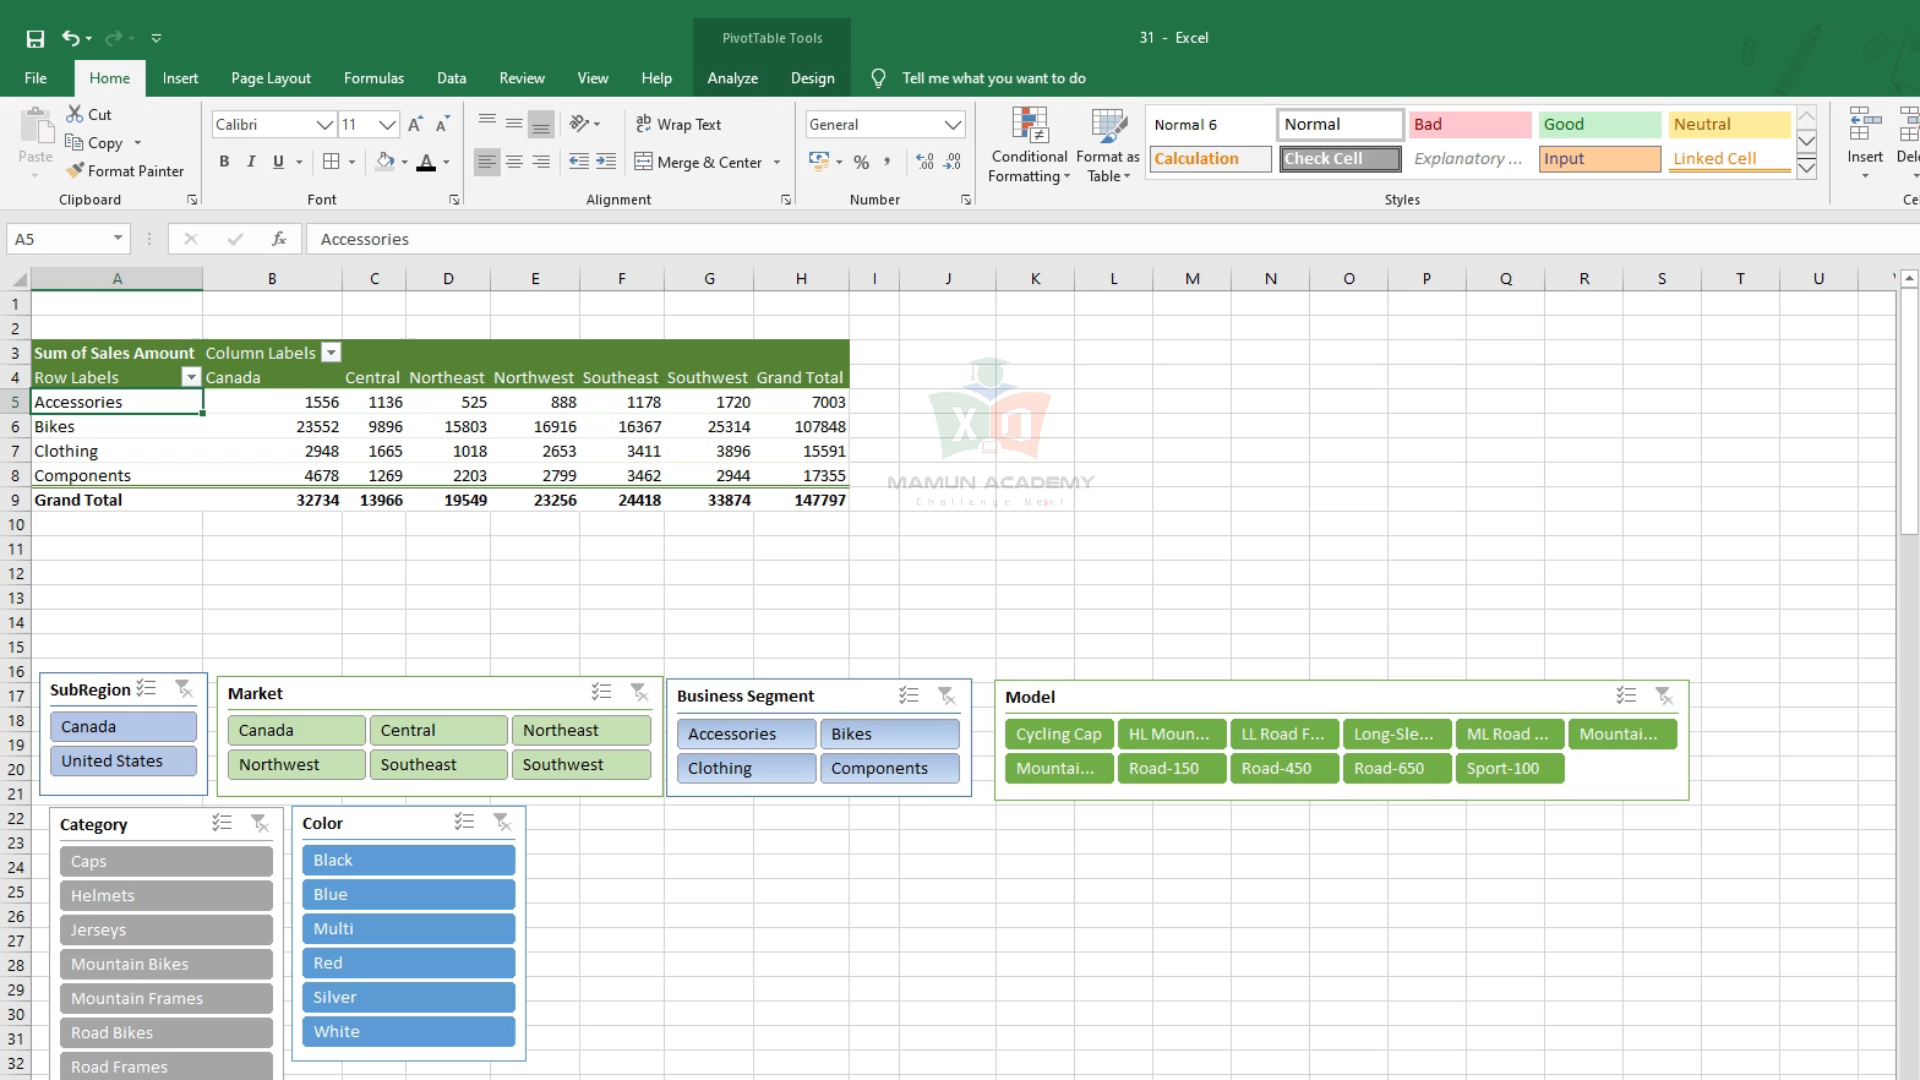 PivotTable Tools
31 - Excel
File Home Insert Page Layout Formulas Data Review View Help Analyze Design Tell me what you want to do
Paste
Cut
Copy
Format Painter
Clipboard
Calibri 11
B I U
Font
Wrap Text
Merge & Center
Alignment
General
Number
Conditional Formatting
Format as Table
Normal 6 Normal Bad Good Neutral
Calculation Check Cell Explanatory ... Input Linked Cell
Styles
Insert
A5 fx Accessories
A B C D E F G H I J K L M N O P Q R S T U
1
2
3 Sum of Sales Amount Column Labels
4 Row Labels Canada Central Northeast Northwest Southeast Southwest Grand Total
5 Accessories 1556 1136 525 888 1178 1720 7003
6 Bikes 23552 9896 15803 16916 16367 25314 107848
7 Clothing 2948 1665 1018 2653 3411 3896 15591
8 Components 4678 1269 2203 2799 3462 2944 17355
9 Grand Total 32734 13966 19549 23256 24418 33874 147797
MAMUN ACADEMY
Challenge Next
10
11
12
13
14
15
16
17
18
19
20
21
22
23
24
25
26
27
28
29
30
31
32
SubRegion
Canada
United States
Market
Canada Central Northeast
Northwest Southeast Southwest
Business Segment
Accessories Bikes
Clothing Components
Model
Cycling Cap HL Moun... LL Road F... Long-Sle... ML Road ... Mountai...
Mountai... Road-150 Road-450 Road-650 Sport-100
Category
Caps
Helmets
Jerseys
Mountain Bikes
Mountain Frames
Road Bikes
Road Frames
Color
Black
Blue
Multi
Red
Silver
White